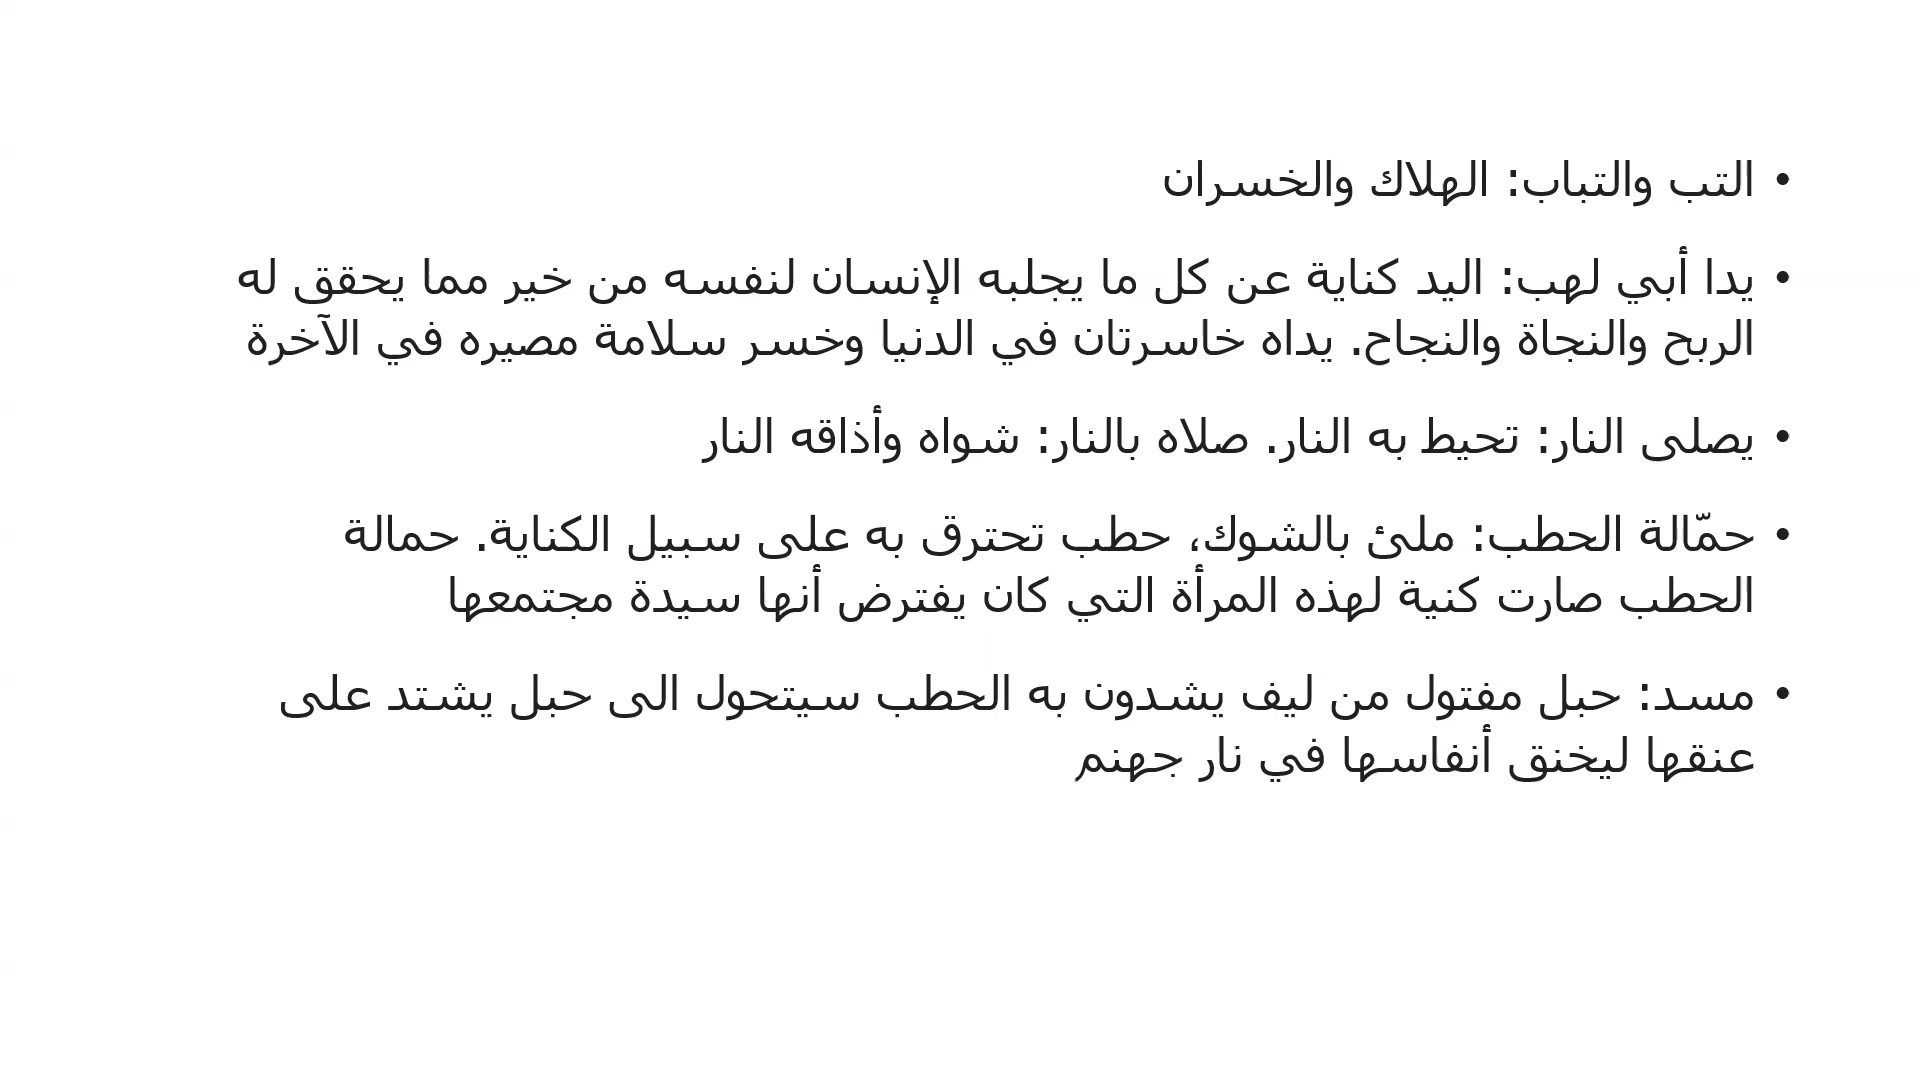 • التب والتباب: الهلاك والخسران
• يدا أبي لهب: اليد كناية عن كل ما يجلبه الإنسان لنفسه من خير مما يحقق له
الربح والنجاة والنجاح. يداه خاسرتان في الدنيا وخسر سلامة مصيره في الآخرة
• يصلى النار: تحيط به النار. صلاه بالنار: شواه وأذاقه النار
• حمّالة الحطب: ملئ بالشوك، حطب تحترق به على سبيل الكناية. حمالة
الحطب صارت كنية لهذه المرأة التي كان يفترض أنها سيدة مجتمعها
• مسد: حبل مفتول من ليف يشدون به الحطب سيتحول الى حبل يشتد على
عنقها ليخنق أنفاسها في نار جهنم